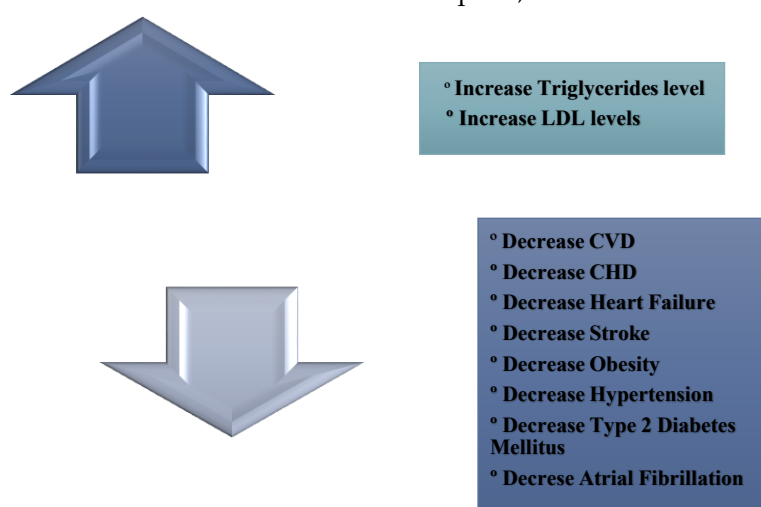 º Increase Triglycerides level
º Increase LDL levels
º Decrease CVD
º Decrease CHD
º Decrease Heart Failure
º Decrease Stroke
º Decrease Obesity
º Decrease Hypertension
º Decrease Type 2 Diabetes
Mellitus
º Decrese Atrial Fibrillation